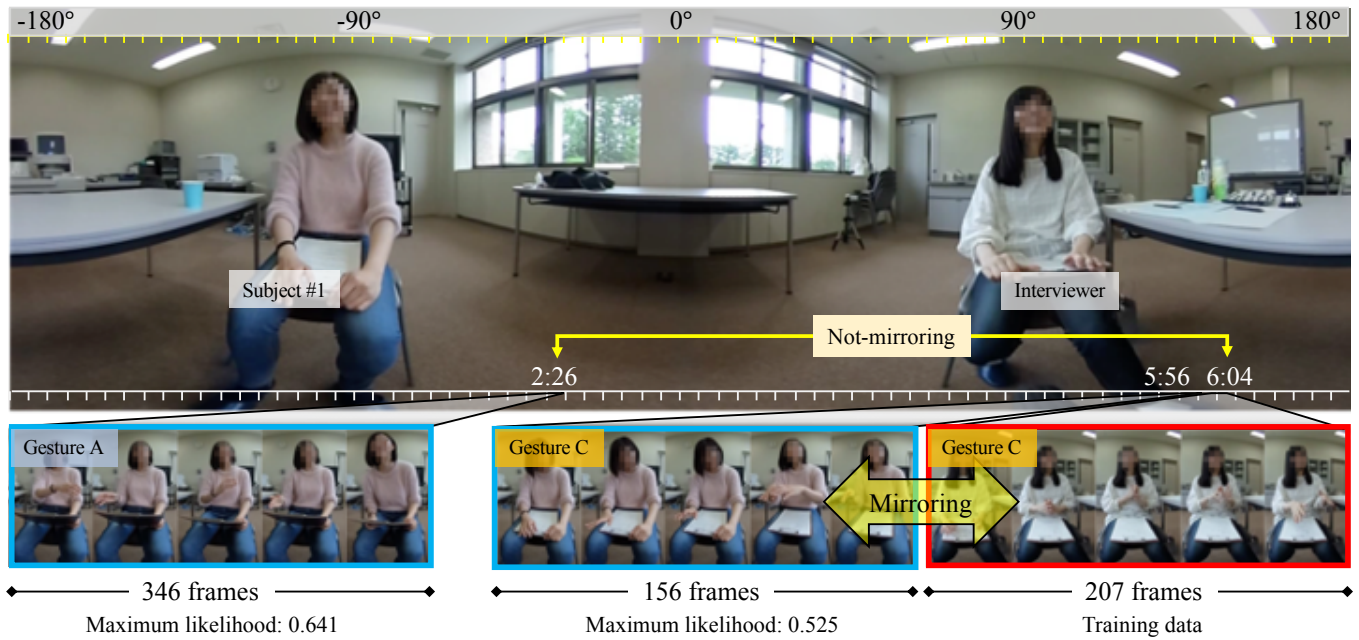 -180° -90° 0° 90° 180°
Subject #1
Interviewer
Not-mirroring
2:26 5:56 6:04
Gesture A
Gesture C
Gesture C
Mirroring
346 frames
156 frames
207 frames
Maximum likelihood: 0.641
Maximum likelihood: 0.525
Training data